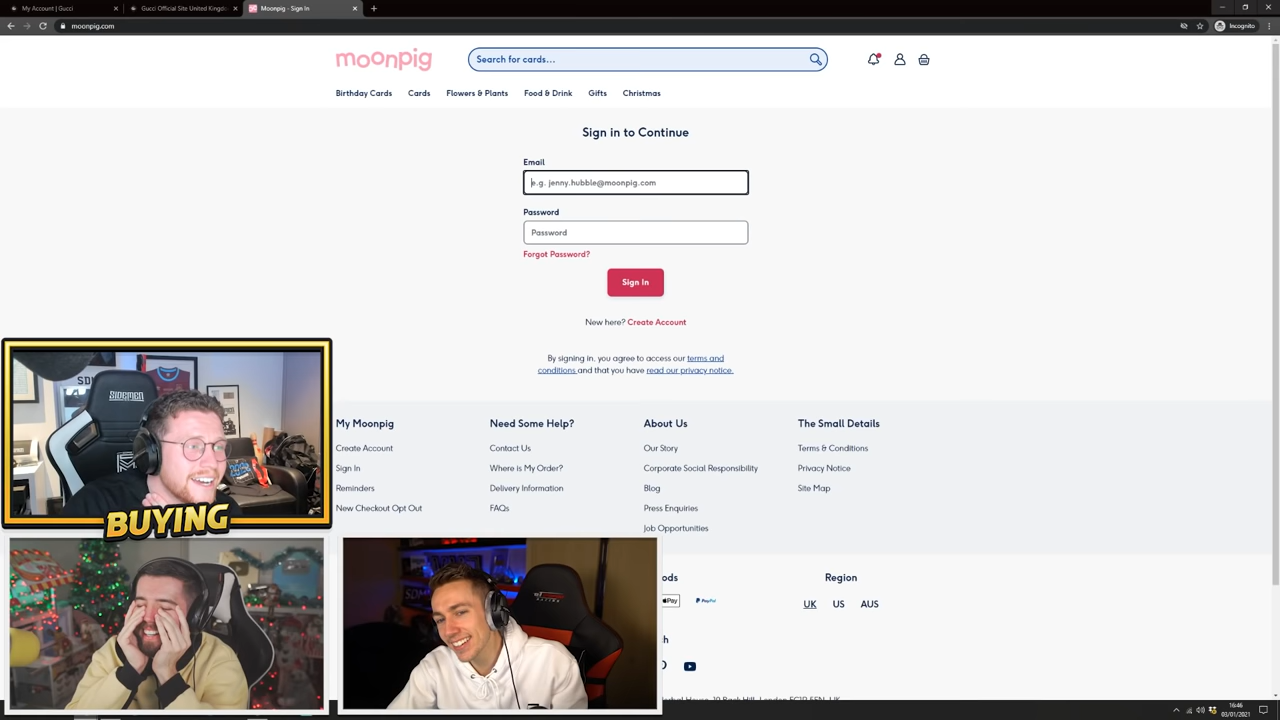 My Account | Gucci
Gucci Official Site United Kingdo
Moonpig - Sign In
moonpig.com
Incognito
moonpig
Search for cards...
Birthday Cards
Cards
Flowers & Plants
Food & Drink
Gifts
Christmas
Sign in to Continue
Email
e.g. jenny.hubble@moonpig.com
Password
Password
Forgot Password?
Sign In
New here? Create Account
By signing in, you agree to access our terms and
conditions and that you have read our privacy notice.
My Moonpig
Create Account
Sign In
Reminders
New Checkout Opt Out
Need Some Help?
Contact Us
Where is My Order?
Delivery Information
FAQs
About Us
Our Story
Corporate Social Responsibility
Blog
Press Enquiries
Job Opportunities
The Small Details
Terms & Conditions
Privacy Notice
Site Map
ods
Pay
PayPal
Region
UK
US
AUS
ch
SIDEMEN
BUYING
16:46
03/01/2021